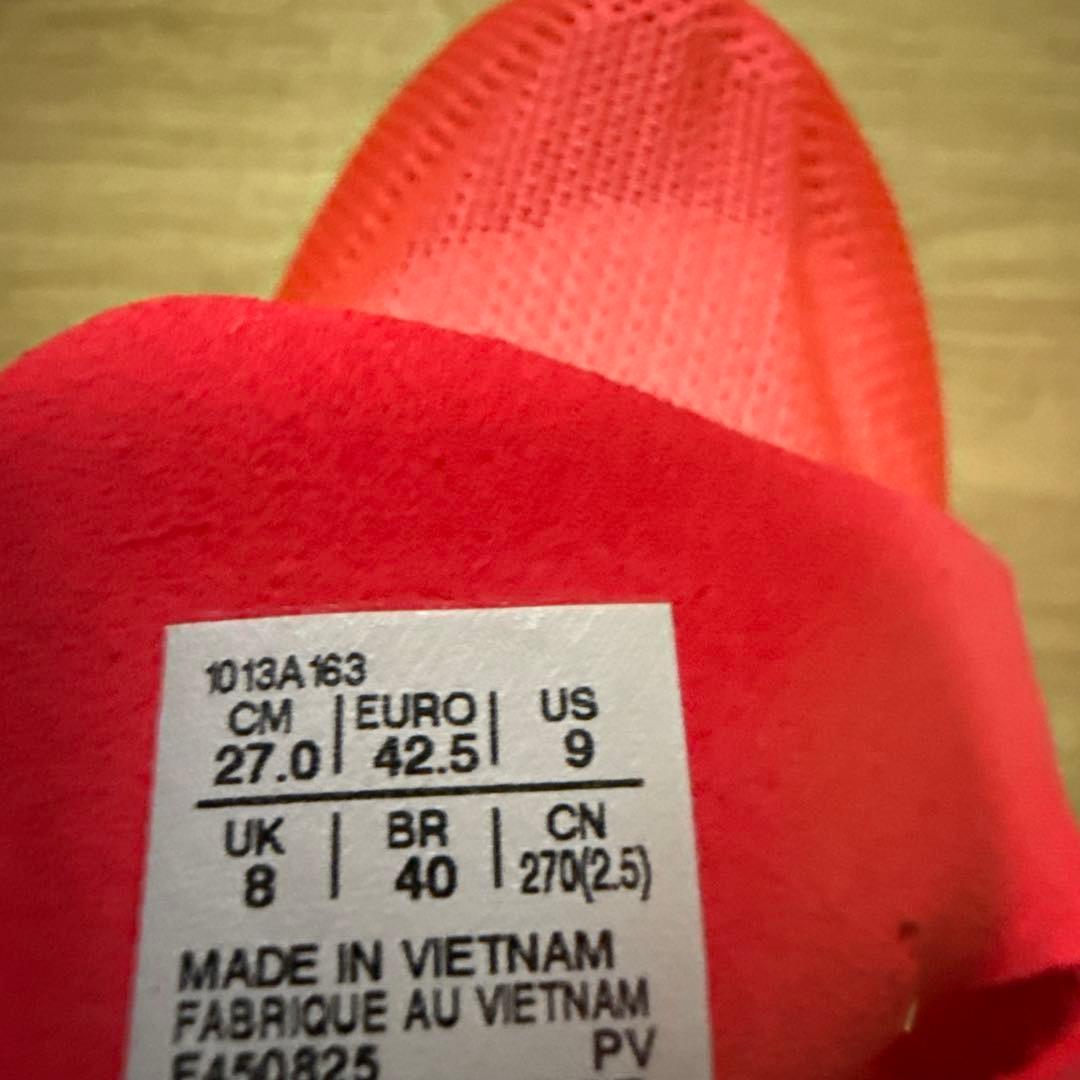 1013A163
CM EURO US
27.0 42.5 9
UK BR CN
8 40 270(2.5)
MADE IN VIETNAM
FABRIQUE AU VIETNAM
PV